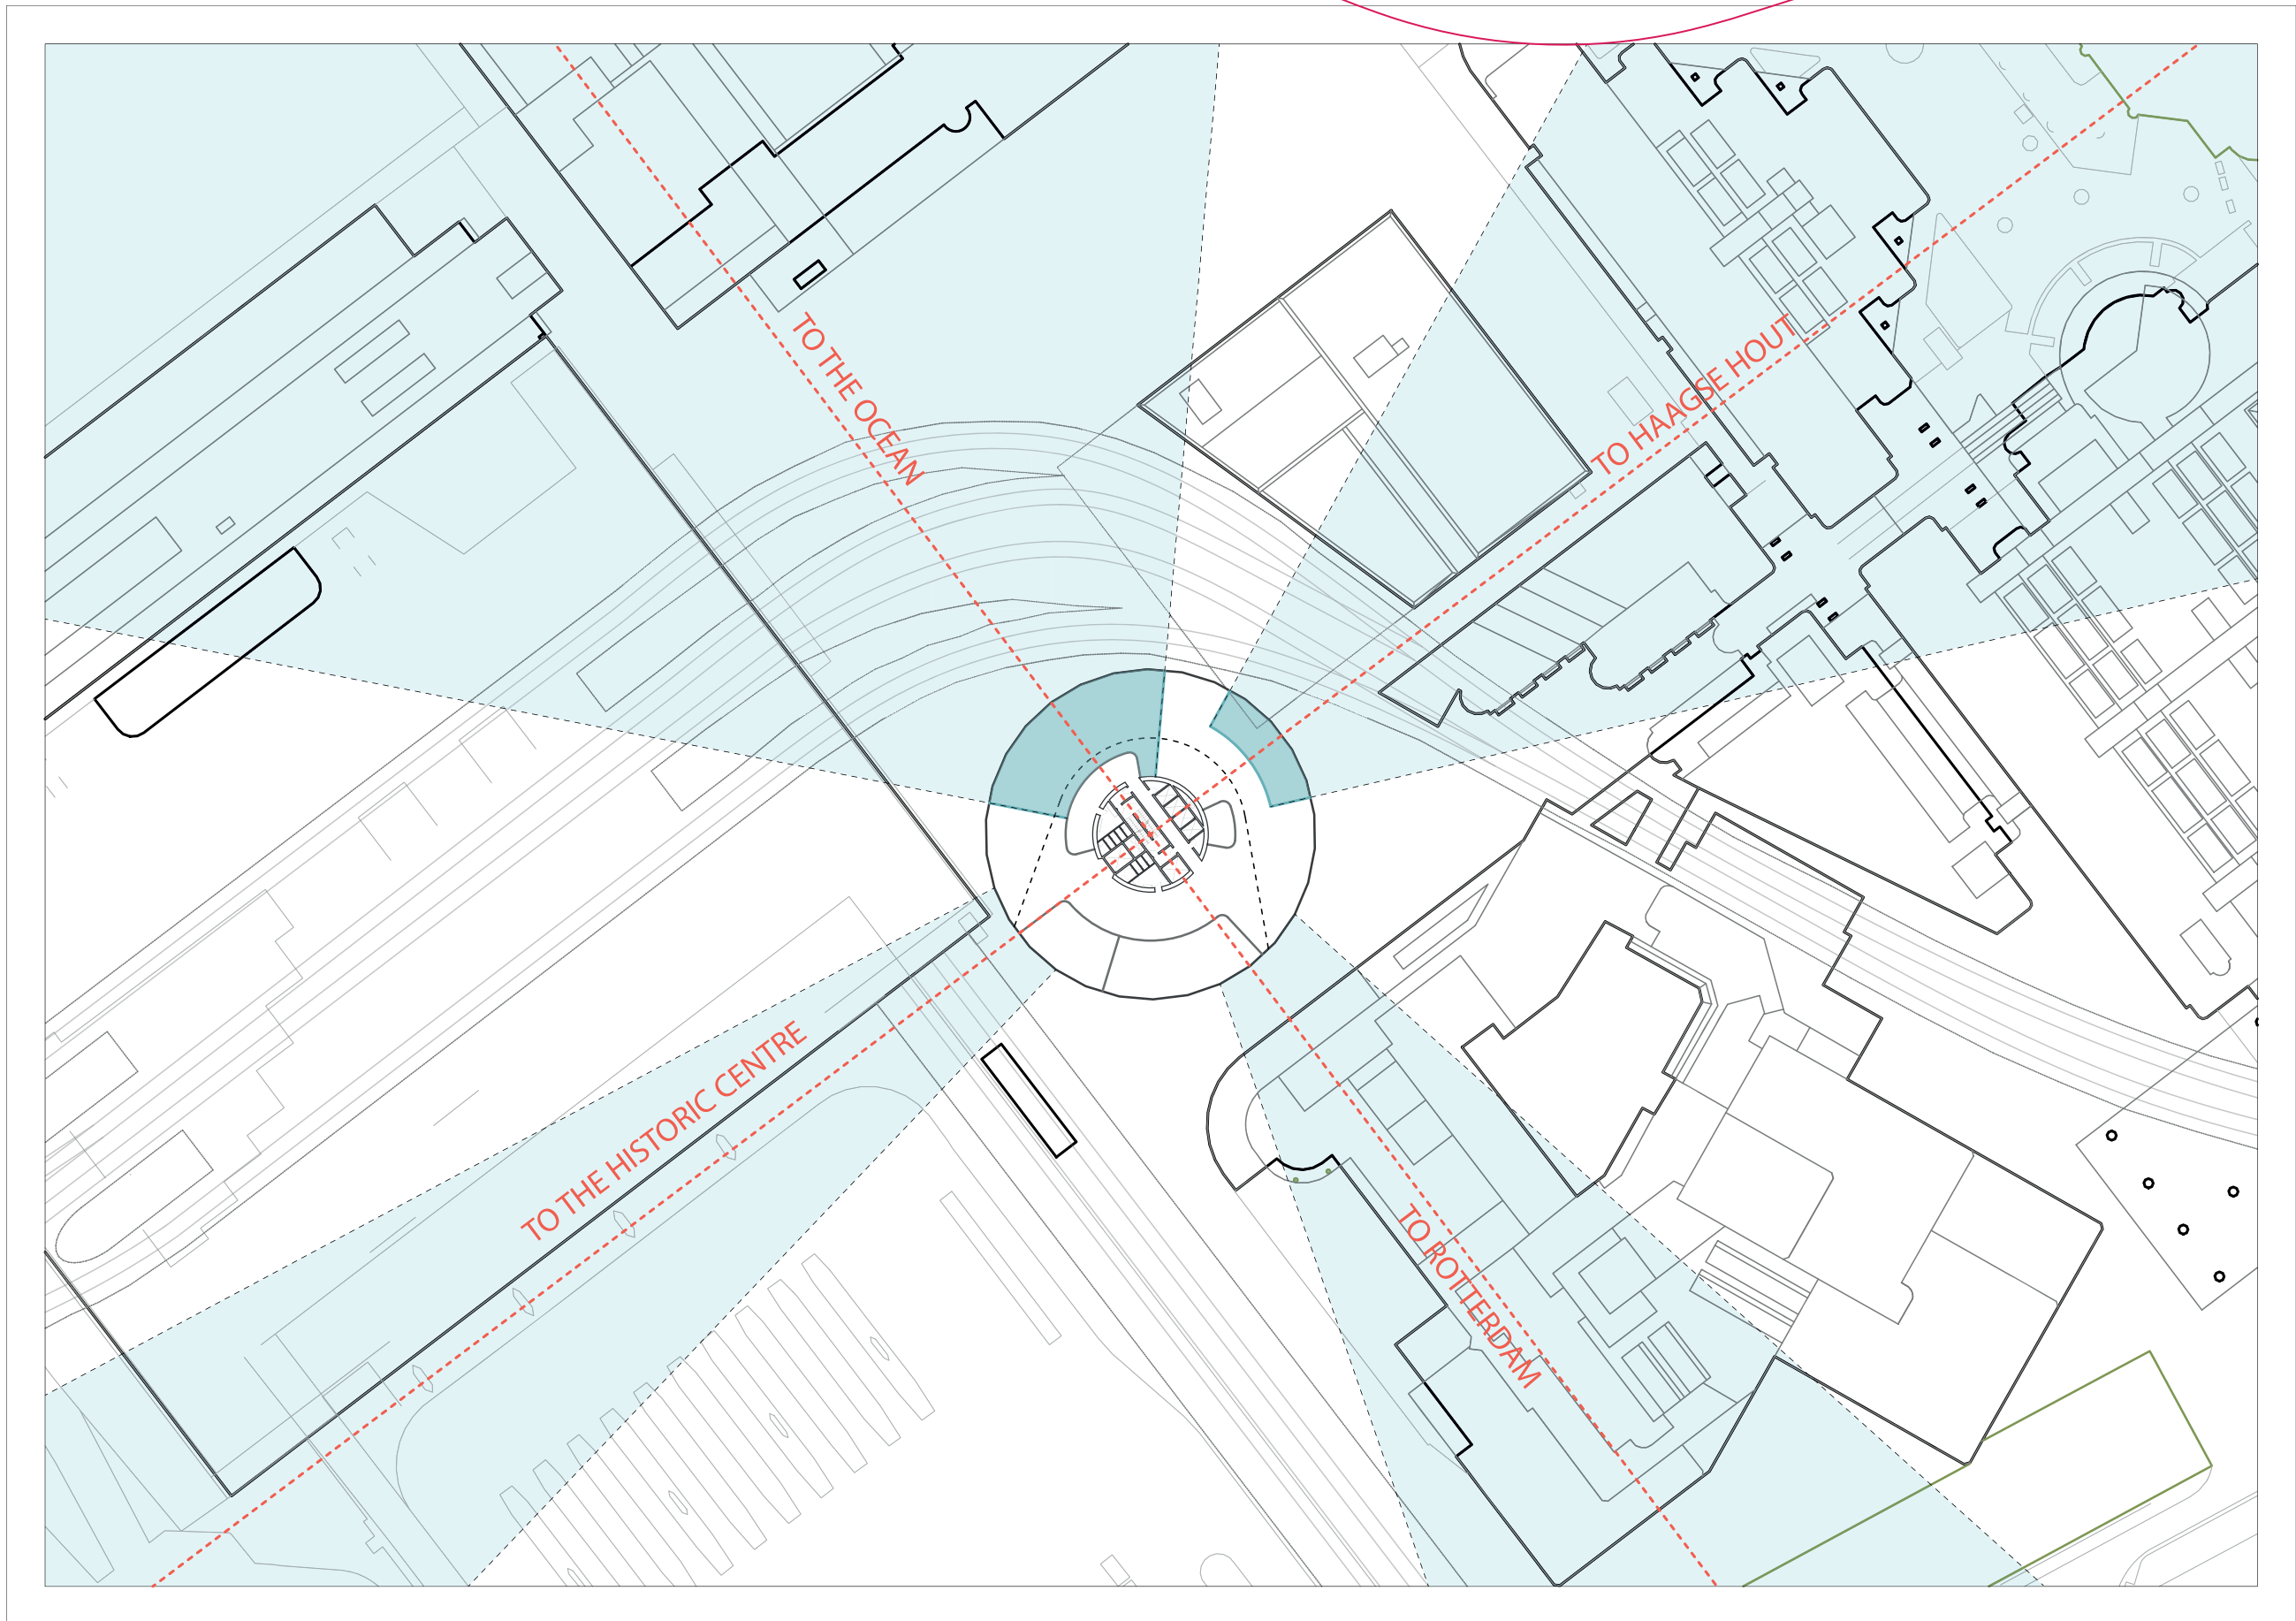 TO THE OCEAN
TO HAAGSE HOUT
TO THE HISTORIC CENTRE
TO ROTTERDAM